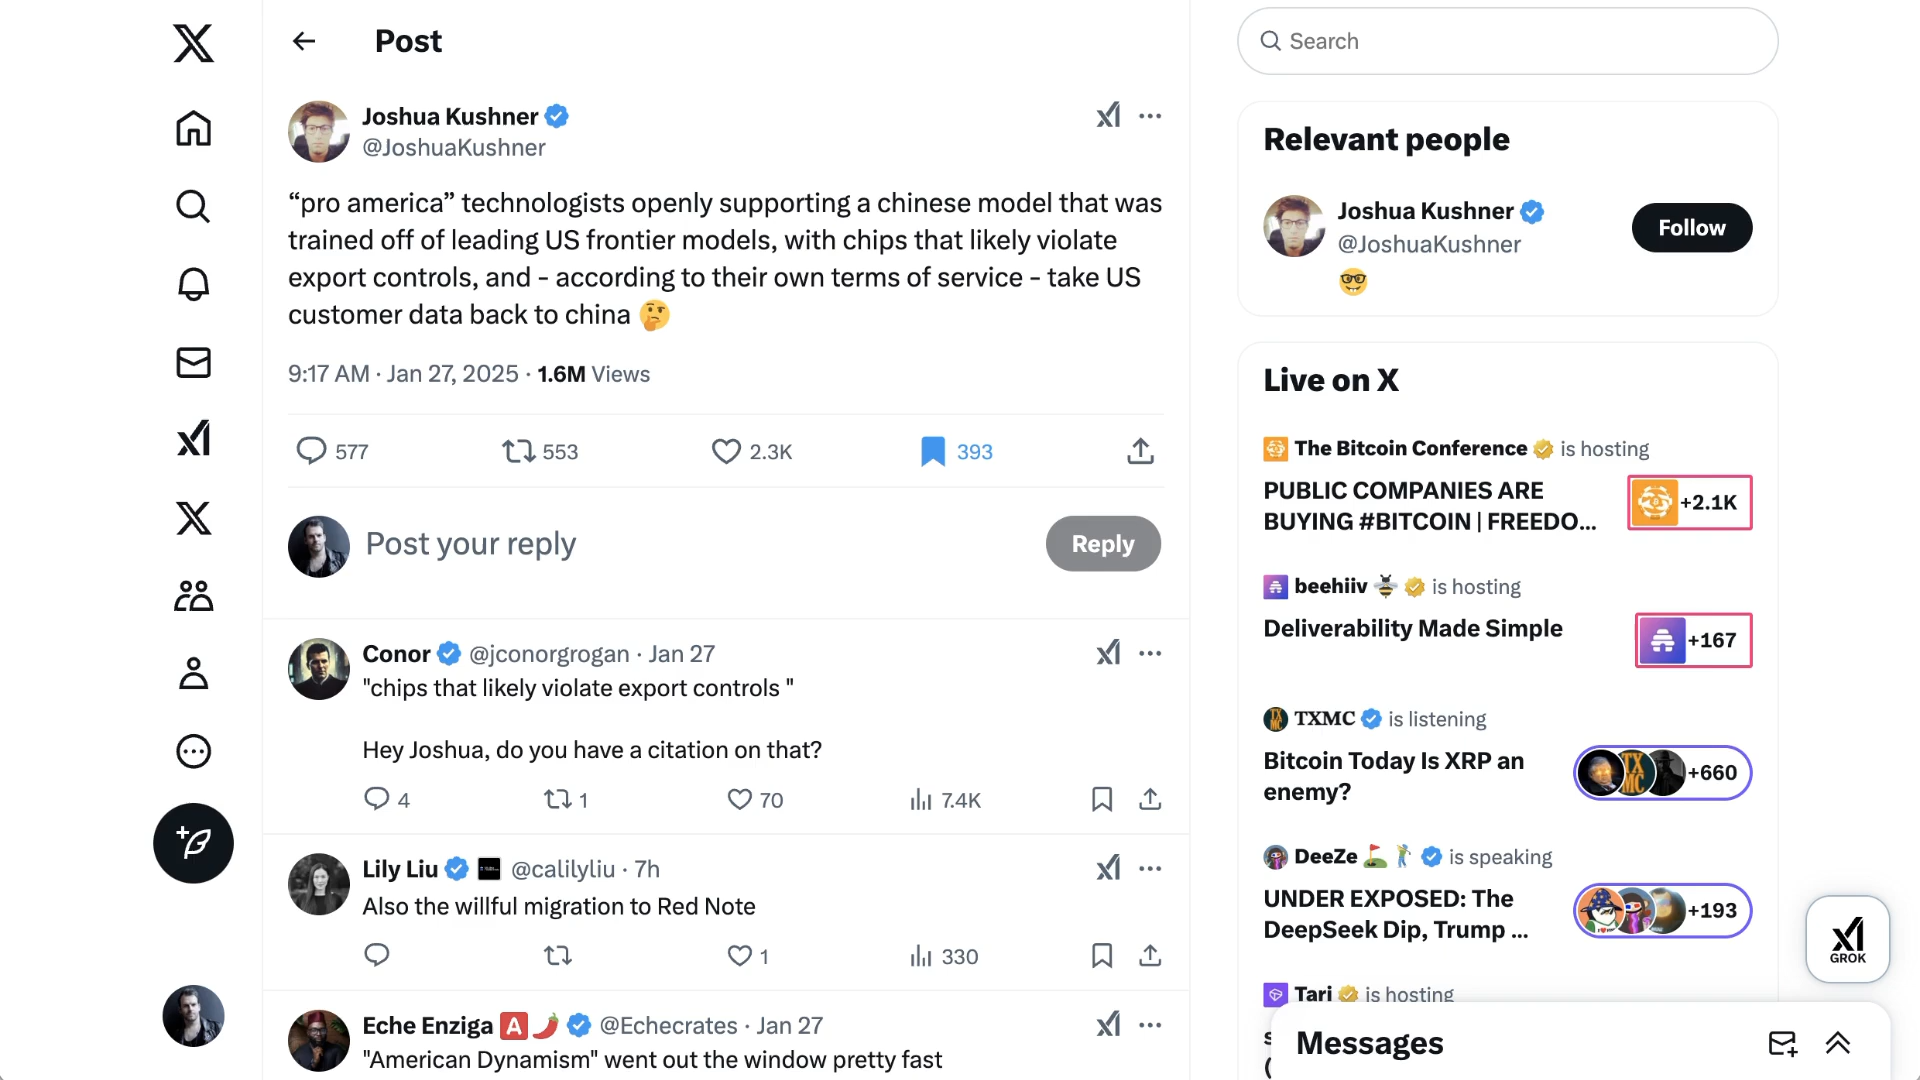 Post
Joshua Kushner
@JoshuaKushner
“pro america” technologists openly supporting a chinese model that was
trained off of leading US frontier models, with chips that likely violate
export controls, and - according to their own terms of service - take US
customer data back to china 🤔
9:17 AM · Jan 27, 2025 · 1.6M Views
577 553 2.3K 393
Post your reply
Reply
Conor @jconorgrogan · Jan 27
"chips that likely violate export controls "
Hey Joshua, do you have a citation on that?
4 1 70 7.4K
Lily Liu @calilyliu · 7h
Also the willful migration to Red Note
1 330
Eche Enziga 🅰️🌶️ @Echecrates · Jan 27
"American Dynamism" went out the window pretty fast
Search
Relevant people
Joshua Kushner
@JoshuaKushner
🤓
Follow
Live on X
The Bitcoin Conference is hosting
PUBLIC COMPANIES ARE
BUYING #BITCOIN | FREEDO...
+2.1K
beehiiv 🐝 is hosting
Deliverability Made Simple
+167
TXMC is listening
Bitcoin Today Is XRP an
enemy?
TX
MC
+660
DeeZe ⛳🏌️ is speaking
UNDER EXPOSED: The
DeepSeek Dip, Trump ...
+193
Tari is hosting
GROK
Messages